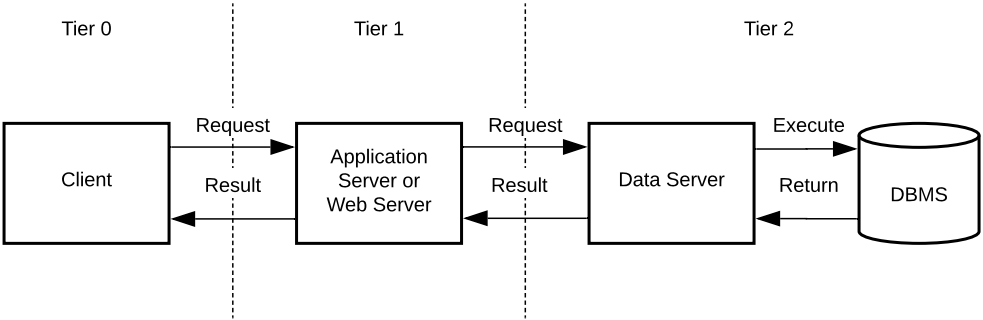 Tier 0
Tier 1
Tier 2
Request
Request
Execute
Client
Application
Server or
Web Server
Data Server
DBMS
Result
Result
Return